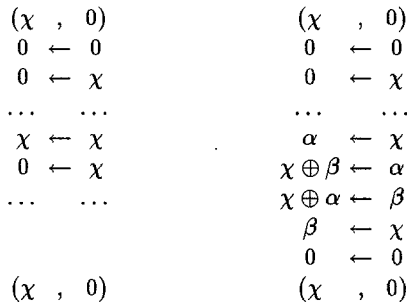 (χ , 0) (χ , 0)
0 ← 0 0 ← 0
0 ← χ 0 ← χ
... ... ... ...
χ ← χ α ← χ
0 ← χ χ ⊕ β ← α
... ... χ ⊕ α ← β
β ← χ
0 ← 0
(χ , 0) (χ , 0)